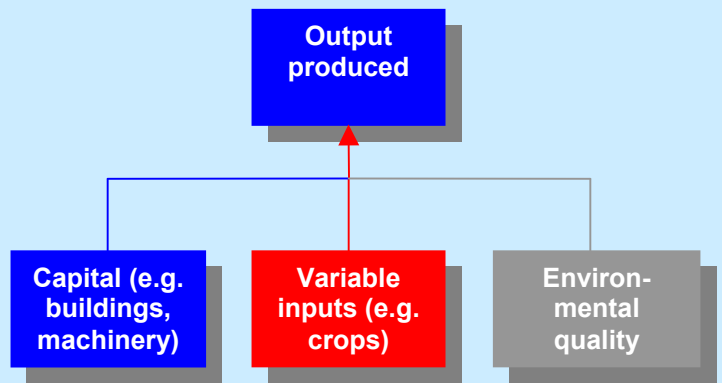 Output
produced
Capital (e.g.
buildings,
machinery)
Variable
inputs (e.g.
crops)
Environ-
mental
quality